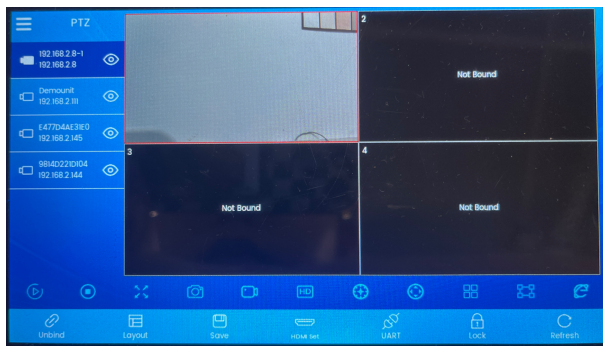 PTZ
192.168.2.8-1
192.168.2.8
Demounit
192.168.2.111
E477D4AE31E0
192.168.2.145
9814D221D104
192.168.2.144
2
Not Bound
3
Not Bound
4
Not Bound
HD
Unbind
Layout
Save
HDMI Set
UART
Lock
Refresh